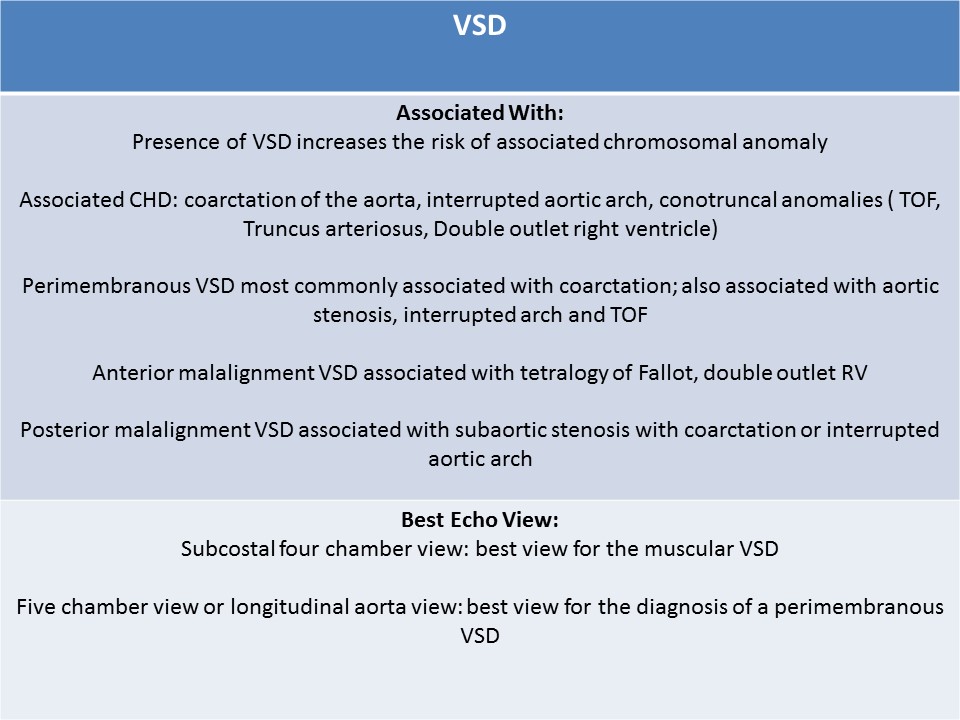 VSD
Associated With:
Presence of VSD increases the risk of associated chromosomal anomaly
Associated CHD: coarctation of the aorta, interrupted aortic arch, conotruncal anomalies ( TOF,
Truncus arteriosus, Double outlet right ventricle)
Perimembranous VSD most commonly associated with coarctation; also associated with aortic
stenosis, interrupted arch and TOF
Anterior malalignment VSD associated with tetralogy of Fallot, double outlet RV
Posterior malalignment VSD associated with subaortic stenosis with coarctation or interrupted
aortic arch
Best Echo View:
Subcostal four chamber view: best view for the muscular VSD
Five chamber view or longitudinal aorta view: best view for the diagnosis of a perimembranous
VSD